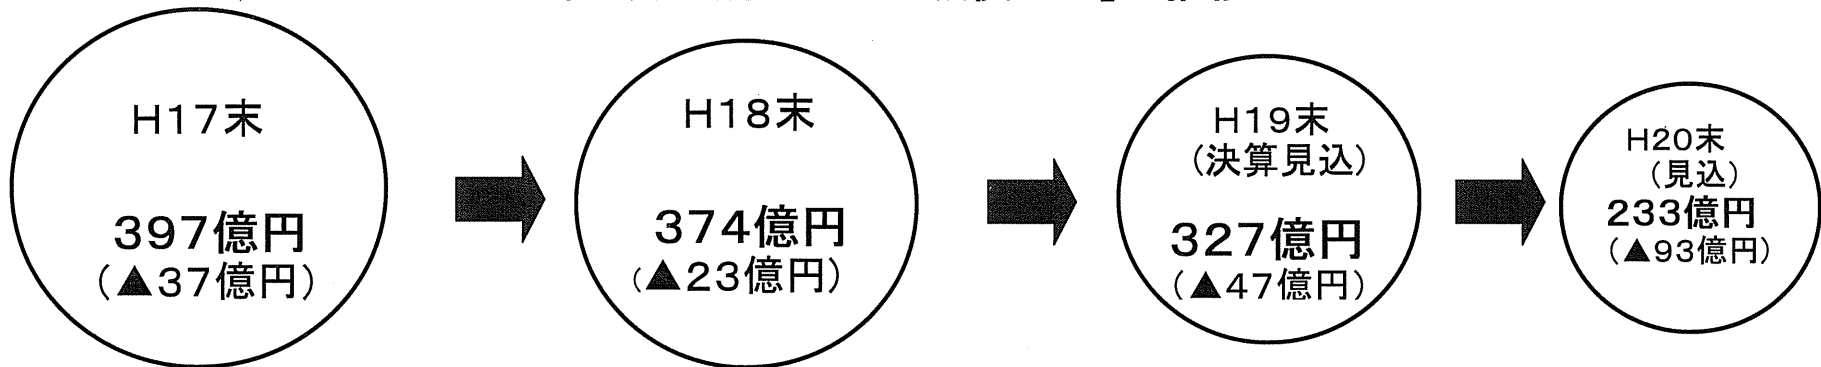 H17末
397億円
(▲37億円)
H18末
374億円
(▲23億円)
H19末
(決算見込)
327億円
(▲47億円)
H20末
(見込)
233億円
(▲93億円)